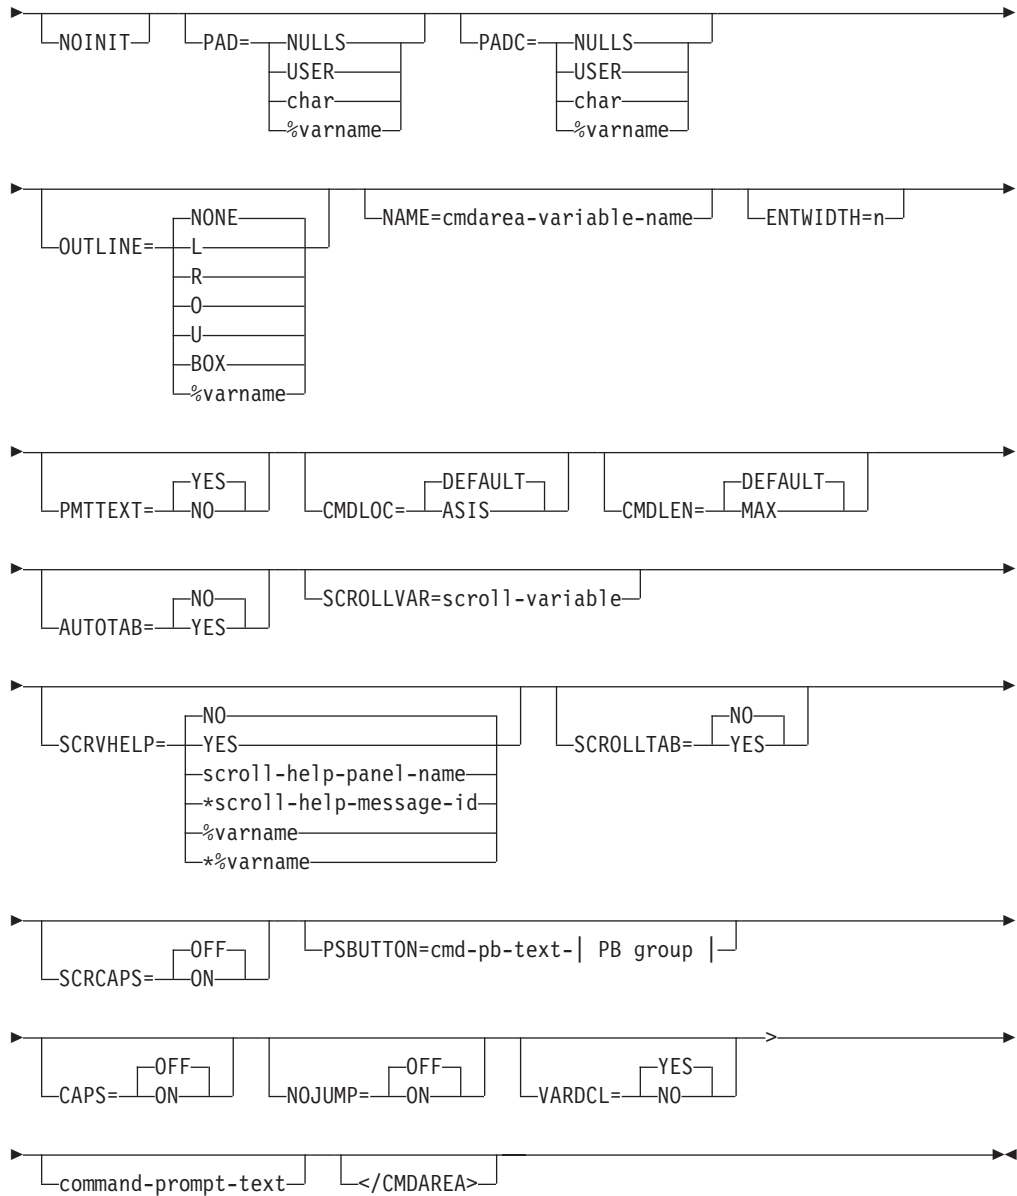 NOINIT PAD= NULLS PADC= NULLS
USER USER
char char
%varname %varname
NONE NAME=cmdarea-variable-name ENTWIDTH=n
OUTLINE= L
R
O
U
BOX
%varname
YES DEFAULT DEFAULT
PMTTEXT= NO CMDLOC= ASIS CMDLEN= MAX
NO SCROLLVAR=scroll-variable
AUTOTAB= YES
NO NO
SCRVHELP= YES SCROLLTAB= YES
scroll-help-panel-name
*scroll-help-message-id
%varname
*%varname
OFF PSBUTTON=cmd-pb-text-| PB group |
SCRCAPS= ON
>
OFF OFF YES
CAPS= ON NOJUMP= ON VARDCL= NO
command-prompt-text </CMDAREA>